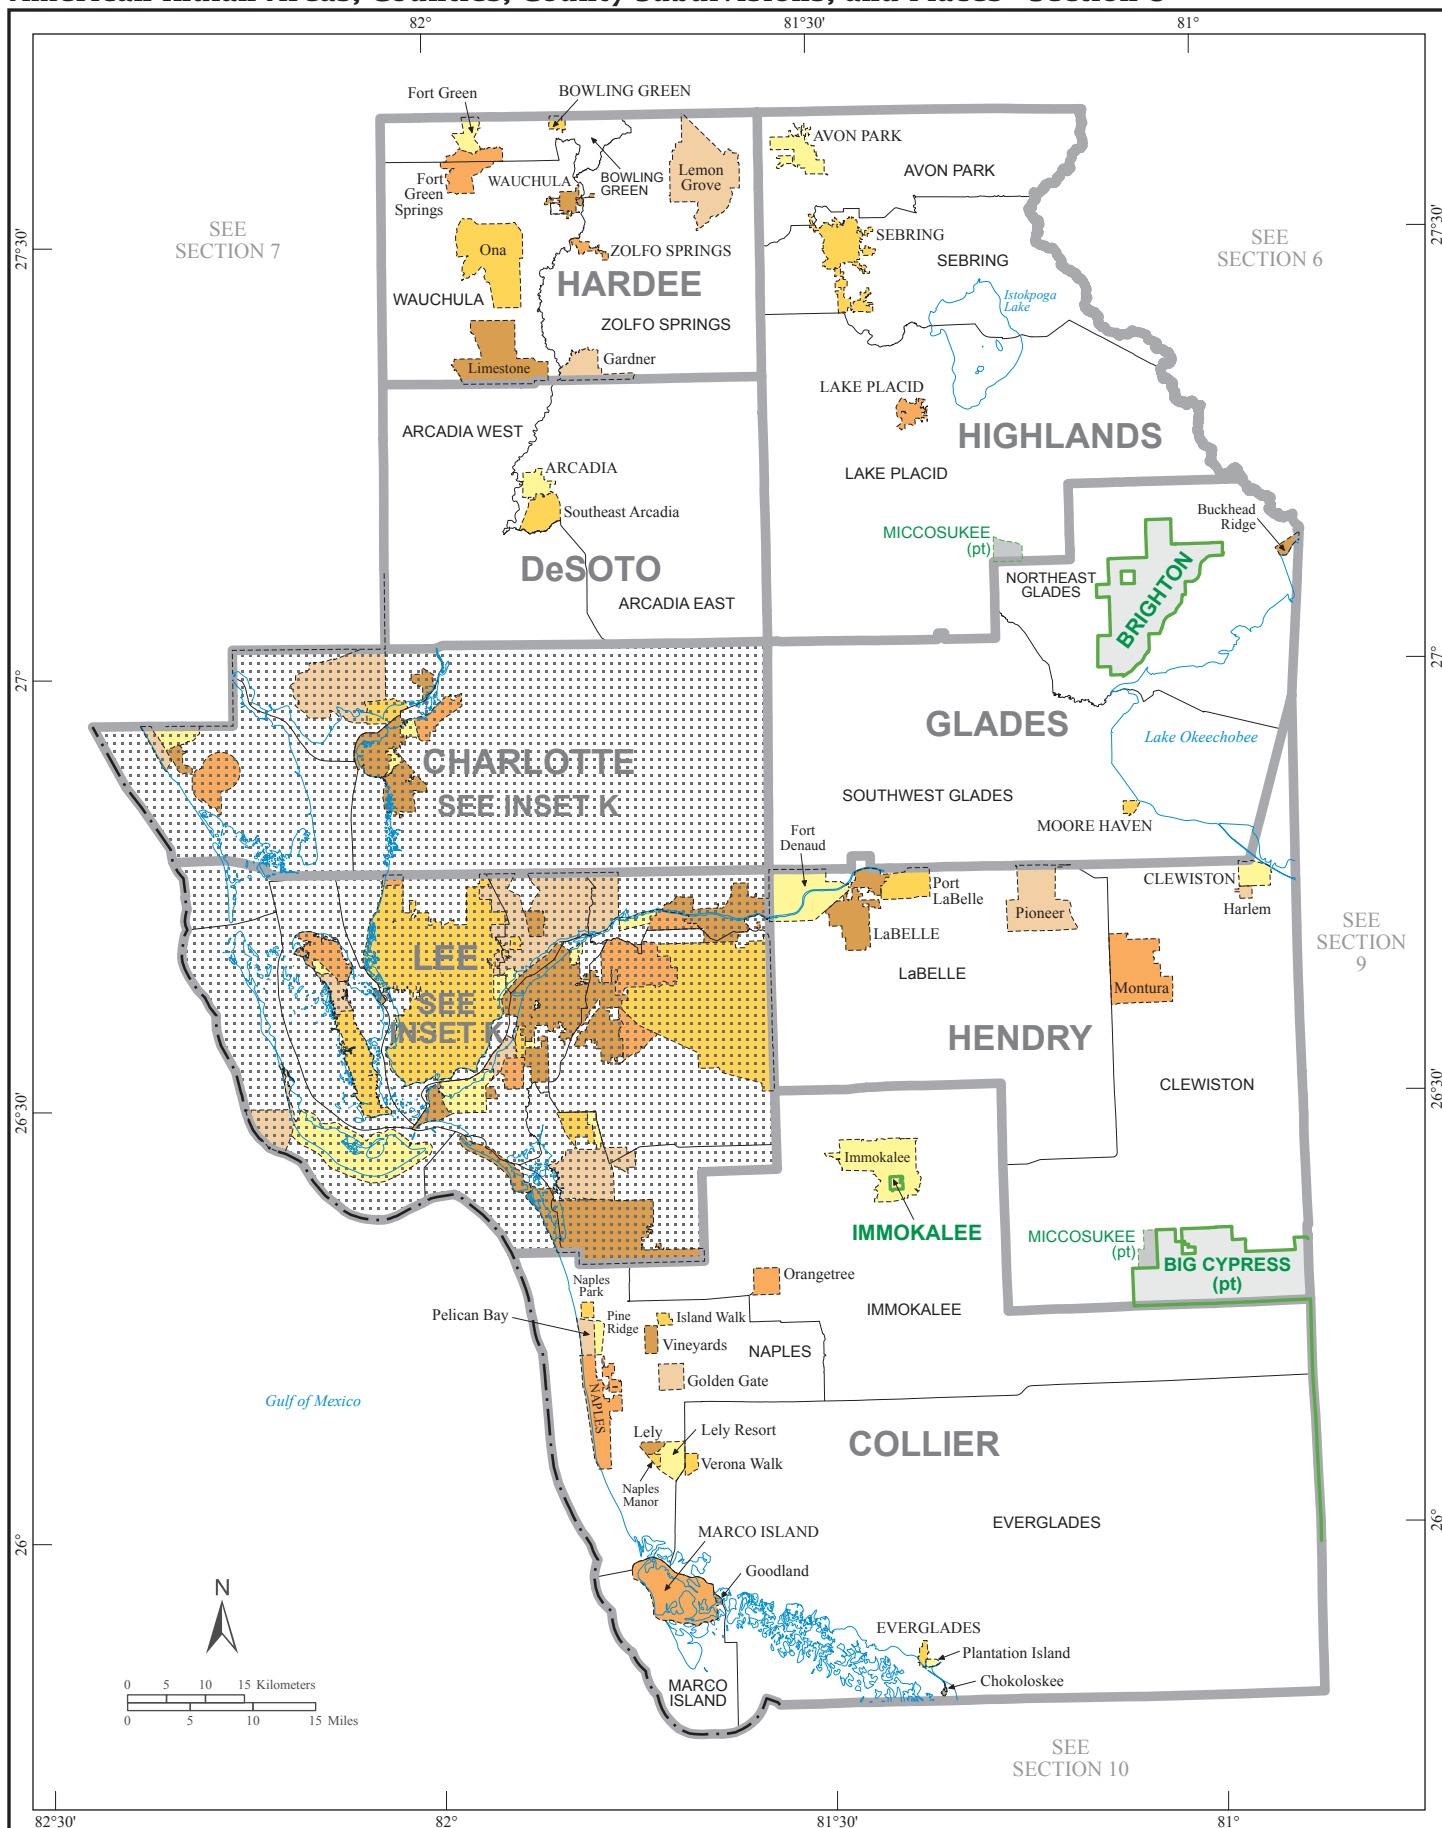 82°
81°30'
81°
Fort Green
BOWLING GREEN
AVON PARK
AVON PARK
Fort
Green
Springs
WAUCHULA
BOWLING
GREEN
Lemon
Grove
SEE
SECTION 7
27°30'
Ona
ZOLFO SPRINGS
SEBRING
SEBRING
SEE
SECTION 6
27°30'
WAUCHULA
HARDEE
ZOLFO SPRINGS
Istokpoga
Lake
Limestone
Gardner
LAKE PLACID
ARCADIA WEST
HIGHLANDS
ARCADIA
LAKE PLACID
Southeast Arcadia
Buckhead
Ridge
MICCOSUKEE
(pt)
DeSOTO
NORTHEAST
GLADES
BRIGHTON
ARCADIA EAST
27°
27°
GLADES
Lake Okeechobee
CHARLOTTE
SEE INSET K
SOUTHWEST GLADES
MOORE HAVEN
Fort
Denaud
CLEWISTON
Port
LaBelle
Harlem
Pioneer
LaBELLE
SEE
SECTION
9
LEE
SEE
INSET K
LaBELLE
Montura
HENDRY
CLEWISTON
26°30'
26°30'
Immokalee
IMMOKALEE
MICCOSUKEE
(pt)
BIG CYPRESS
(pt)
Orangetree
Naples
Park
IMMOKALEE
Pelican Bay
Pine
Ridge
Island Walk
Vineyards
NAPLES
Golden Gate
Gulf of Mexico
NAPLES
Lely
Lely Resort
COLLIER
Verona Walk
Naples
Manor
EVERGLADES
26°
26°
MARCO ISLAND
Goodland
N
EVERGLADES
Plantation Island
Chokoloskee
MARCO
ISLAND
0 5 10 15 Kilometers
0 5 10 15 Miles
SEE
SECTION 10
82°30'
82°
81°30'
81°